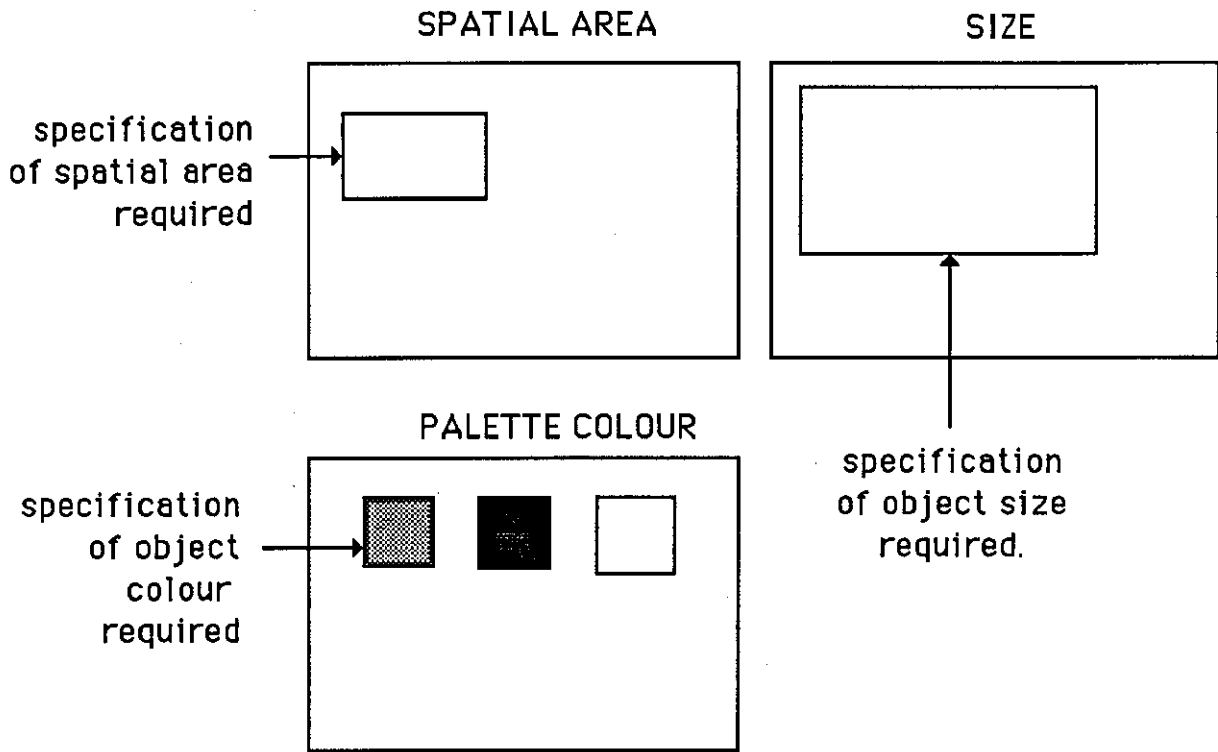 SPATIAL AREA
SIZE
specification
of spatial area
required
PALETTE COLOUR
specification
of object size
required.
specification
of object
colour
required